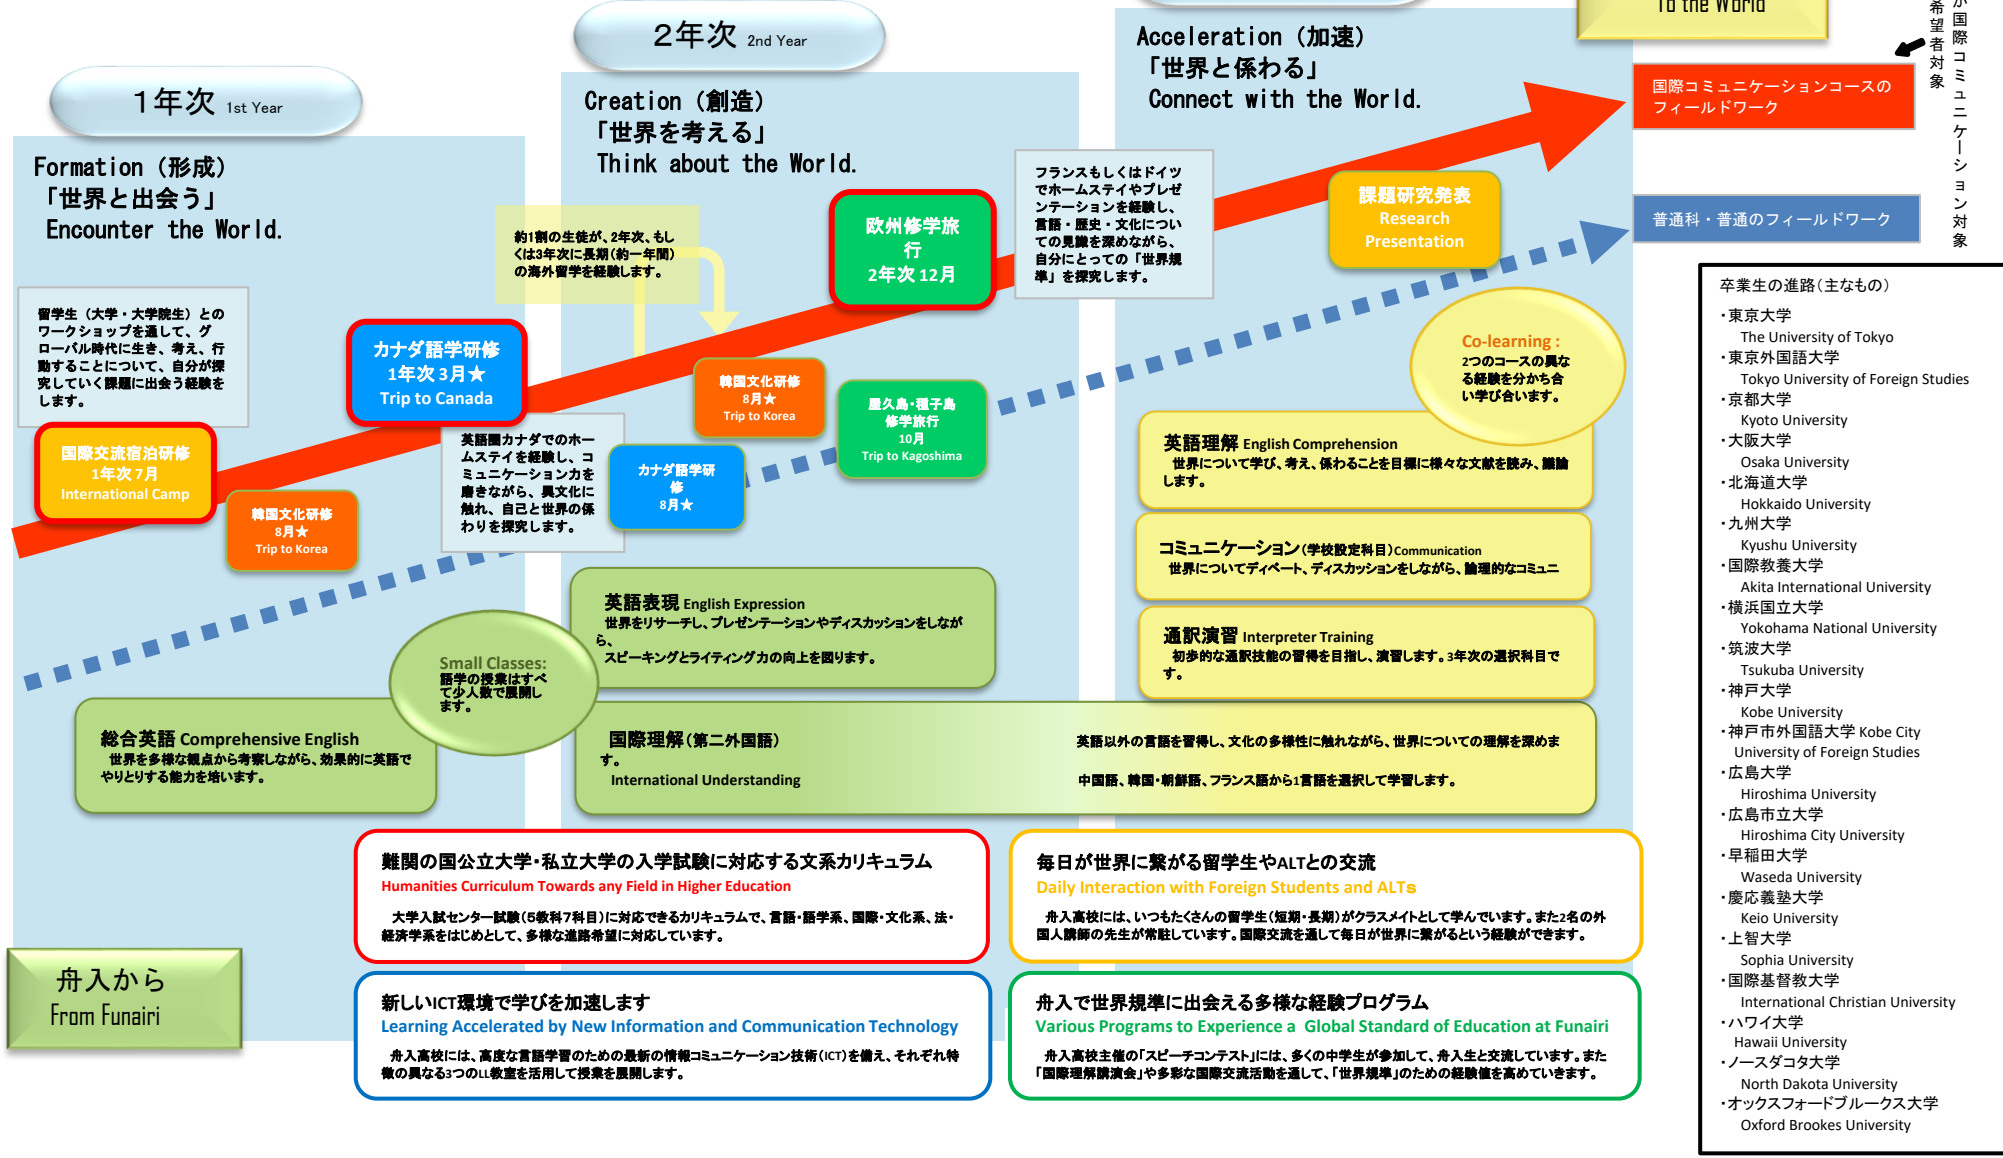 １年次 1st Year
Formation（形成）
「世界と出会う」
Encounter the World.
留学生（大学・大学院生）との
ワークショップを通して、グ
ローバル時代に生き、考え、行
動することについて、自分が探
究していく課題に出会う経験を
します。
国際交流宿泊研修
1年次 7月
International Camp
韓国文化研修
8月★
Trip to Korea
カナダ語学研修
1年次 3月★
Trip to Canada
英語圏カナダでのホー
ムステイを経験し、コ
ミュニケーション力を
磨きながら、異文化に
触れ、自己と世界の係
わりを探究します。
総合英語 Comprehensive English
世界を多様な観点から考察しながら、効果的に英語で
やりとりする能力を培います。
Small Classes:
語学の授業はすべ
て少人数で展開し
ます。
２年次 2nd Year
Creation（創造）
「世界を考える」
Think about the World.
約1割の生徒が、2年次、もし
くは3年次に長期（約一年間）
の海外留学を経験します。
欧州修学旅
行
2年次 12月
韓国文化研修
8月★
Trip to Korea
カナダ語学研
修
8月★
屋久島・種子島
修学旅行
10月
Trip to Kagoshima
英語表現 English Expression
世界をリサーチし、プレゼンテーションやディスカッションをしなが
ら、
スピーキングとライティング力の向上を図ります。
国際理解（第二外国語） 英語以外の言語を習得し、文化の多様性に触れながら、世界についての理解を深めま
す。
International Understanding 中国語、韓国・朝鮮語、フランス語から1言語を選択して学習します。
Acceleration（加速）
「世界と係わる」
Connect with the World.
フランスもしくはドイツ
でホームステイやプレゼ
ンテーションを経験し、
言語・歴史・文化につい
ての見識を深めながら、
自分にとっての「世界規
準」を探究します。
課題研究発表
Research
Presentation
Co-learning :
2つのコースの異な
る経験を分かち合
い学び合います。
英語理解 English Comprehension
世界について学び、考え、係わることを目標に様々な文献を読み、議論
します。
コミュニケーション（学校設定科目）Communication
世界についてディベート、ディスカッションをしながら、論理的なコミュニ
通訳演習 Interpreter Training
初歩的な通訳技能の習得を目指し、演習します。3年次の選択科目で
す。
To the World
国際コミュニケーション対象
希望者対象
国際コミュニケーションコースの
フィールドワーク
普通科・普通のフィールドワーク
卒業生の進路（主なもの）
・東京大学
The University of Tokyo
・東京外国語大学
Tokyo University of Foreign Studies
・京都大学
Kyoto University
・大阪大学
Osaka University
・北海道大学
Hokkaido University
・九州大学
Kyushu University
・国際教養大学
Akita International University
・横浜国立大学
Yokohama National University
・筑波大学
Tsukuba University
・神戸大学
Kobe University
・神戸市外国語大学 Kobe City
University of Foreign Studies
・広島大学
Hiroshima University
・広島市立大学
Hiroshima City University
・早稲田大学
Waseda University
・慶応義塾大学
Keio University
・上智大学
Sophia University
・国際基督教大学
International Christian University
・ハワイ大学
Hawaii University
・ノースダコタ大学
North Dakota University
・オックスフォードブルークス大学
Oxford Brookes University
難関の国公立大学・私立大学の入学試験に対応する文系カリキュラム
Humanities Curriculum Towards any Field in Higher Education
大学入試センター試験（5教科7科目）に対応できるカリキュラムで、言語・語学系、国際・文化系、法・
経済学系をはじめとして、多様な進路希望に対応しています。
毎日が世界に繋がる留学生やALTとの交流
Daily Interaction with Foreign Students and ALTs
舟入高校には、いつもたくさんの留学生（短期・長期）がクラスメイトとして学んでいます。また2名の外
国人講師の先生が常駐しています。国際交流を通して毎日が世界に繋がるという経験ができます。
新しいICT環境で学びを加速します
Learning Accelerated by New Information and Communication Technology
舟入高校には、高度な言語学習のための最新の情報コミュニケーション技術（ICT）を備え、それぞれ特
徴の異なる3つのLL教室を活用して授業を展開します。
舟入で世界規準に出会える多様な経験プログラム
Various Programs to Experience a Global Standard of Education at Funairi
舟入高校主催の「スピーチコンテスト」には、多くの中学生が参加して、舟入生と交流しています。また
「国際理解講演会」や多彩な国際交流活動を通して、「世界規準」のための経験値を高めていきます。
舟入から
From Funairi